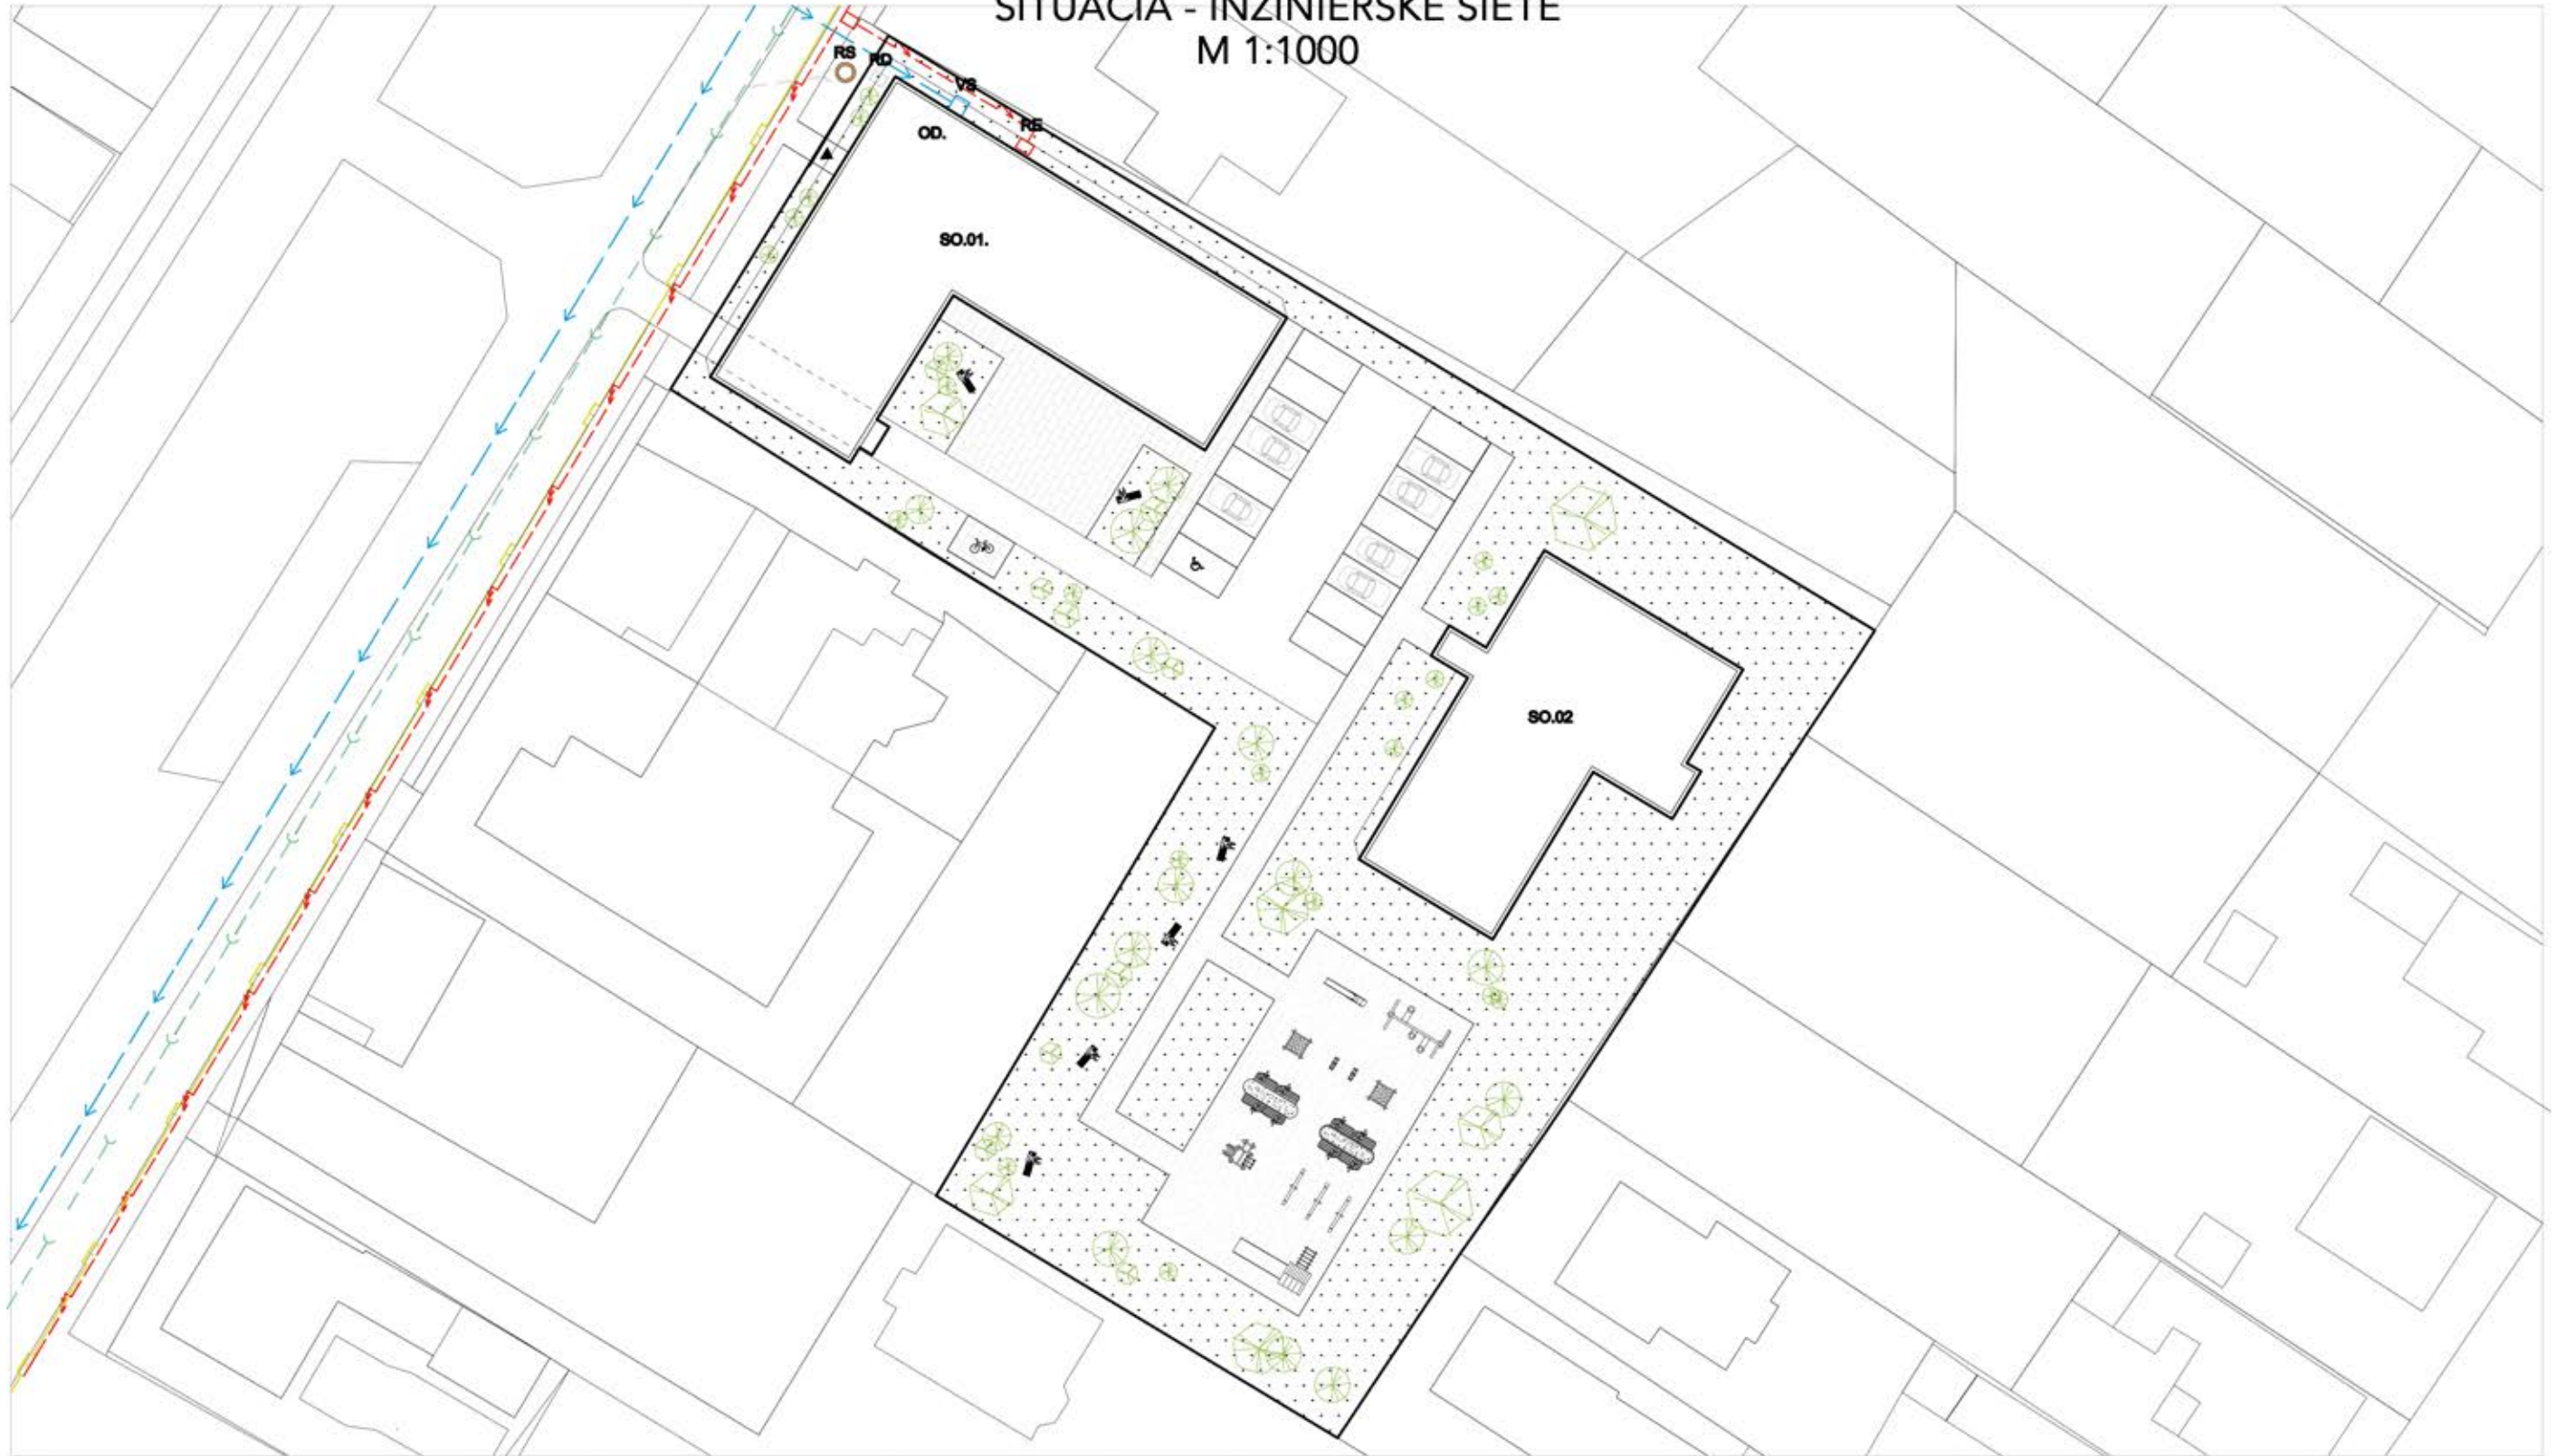 SITUÁCIA - INŽINIERSKE SIETE
M 1:1000
RS
RD
VS
RE
OD.
SO.01.
SO.02